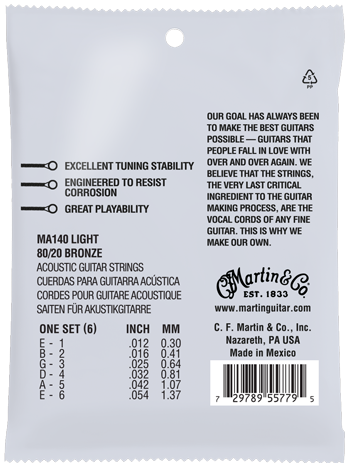 5
PP
OUR GOAL HAS ALWAYS BEEN
TO MAKE THE BEST GUITARS
POSSIBLE — GUITARS THAT
PEOPLE FALL IN LOVE WITH
OVER AND OVER AGAIN. WE
BELIEVE THAT THE STRINGS,
THE VERY LAST CRITICAL
INGREDIENT TO THE GUITAR
MAKING PROCESS, ARE THE
VOCAL CORDS OF ANY FINE
GUITAR. THIS IS WHY WE
MAKE OUR OWN.
EXCELLENT TUNING STABILITY
ENGINEERED TO RESIST
CORROSION
GREAT PLAYABILITY
MA140 LIGHT
80/20 BRONZE
ACOUSTIC GUITAR STRINGS
CUERDAS PARA GUITARRA ACÚSTICA
CORDES POUR GUITARE ACOUSTIQUE
SAITEN FÜR AKUSTIKGITARRE
ONE SET (6) INCH MM
E - 1 .012 0.30
B - 2 .016 0.41
G - 3 .025 0.64
D - 4 .032 0.81
A - 5 .042 1.07
E - 6 .054 1.37
Martin & Co.
EST. 1833
www.martinguitar.com
C. F. Martin & Co., Inc.
Nazareth, PA USA
Made in Mexico
7 29789 55779 5